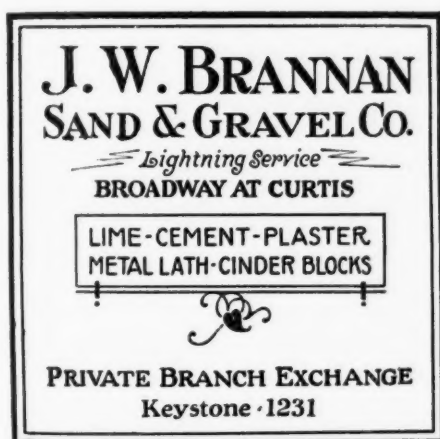 J. W. BRANNAN
SAND & GRAVEL CO.
Lightning Service
BROADWAY AT CURTIS
LIME-CEMENT-PLASTER
METAL LATH-CINDER BLOCKS
PRIVATE BRANCH EXCHANGE
Keystone · 1231